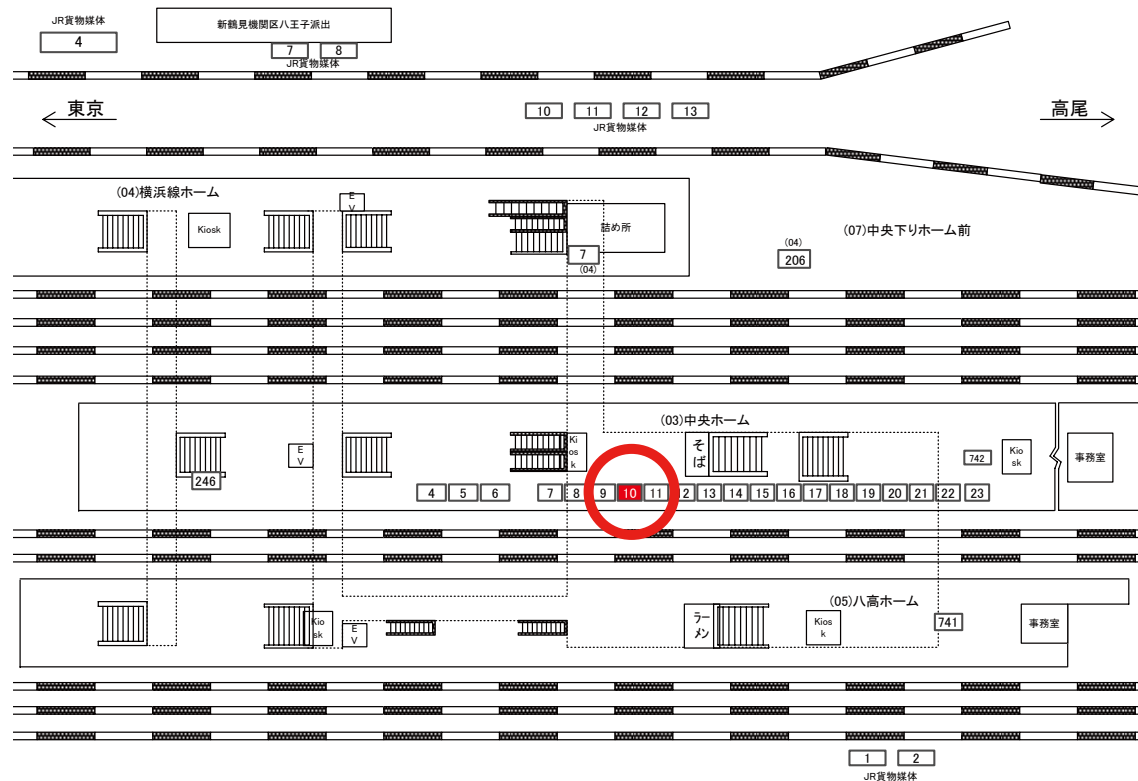 JR貨物媒体
4
新鶴見機関区八王子派出
7
8
JR貨物媒体
東京
10
11
12
13
JR貨物媒体
高尾
(04)横浜線ホーム
Kiosk
E
V
詰め所
7
(04)
(07)中央下りホーム前
(04)
206
(03)中央ホーム
246
E
V
Ki
os
k
そ
ば
742
Kio
sk
事務室
4
5
6
7
8
9
10
11
12
13
14
15
16
17
18
19
20
21
22
23
(05)八高ホーム
Kio
sk
E
V
ラー
メン
Kios
k
741
事務室
1
2
JR貨物媒体